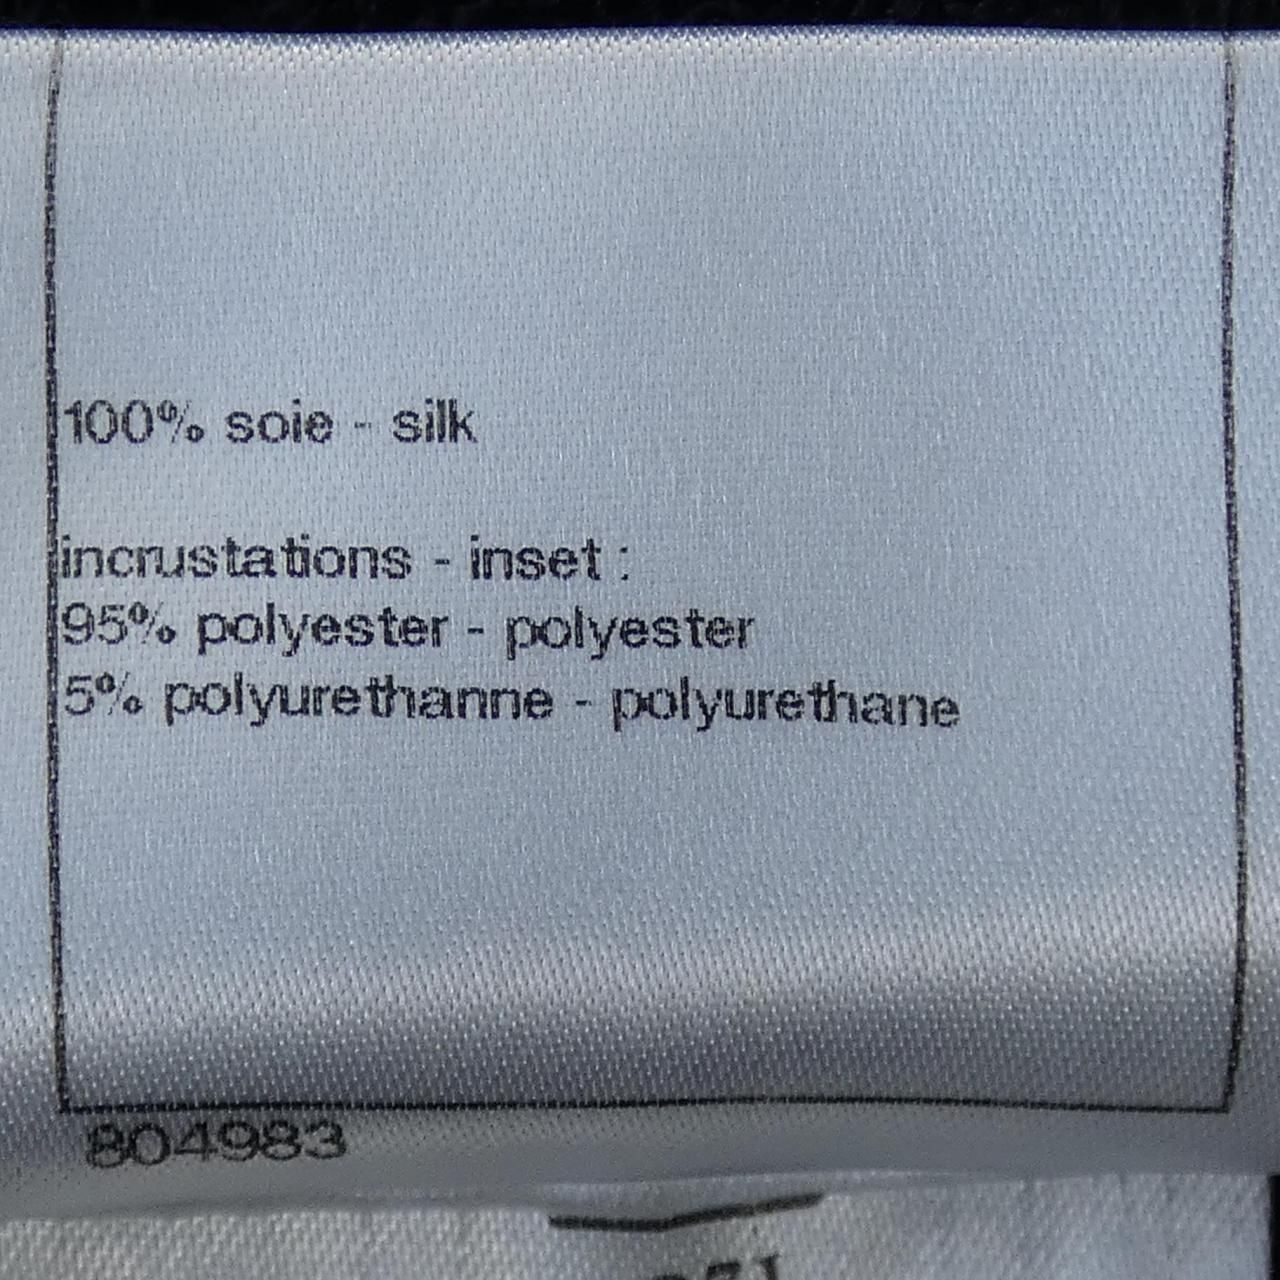 100% soie - silk
incrustations - inset :
95% polyester - polyester
5% polyurethanne - polyurethane
804983